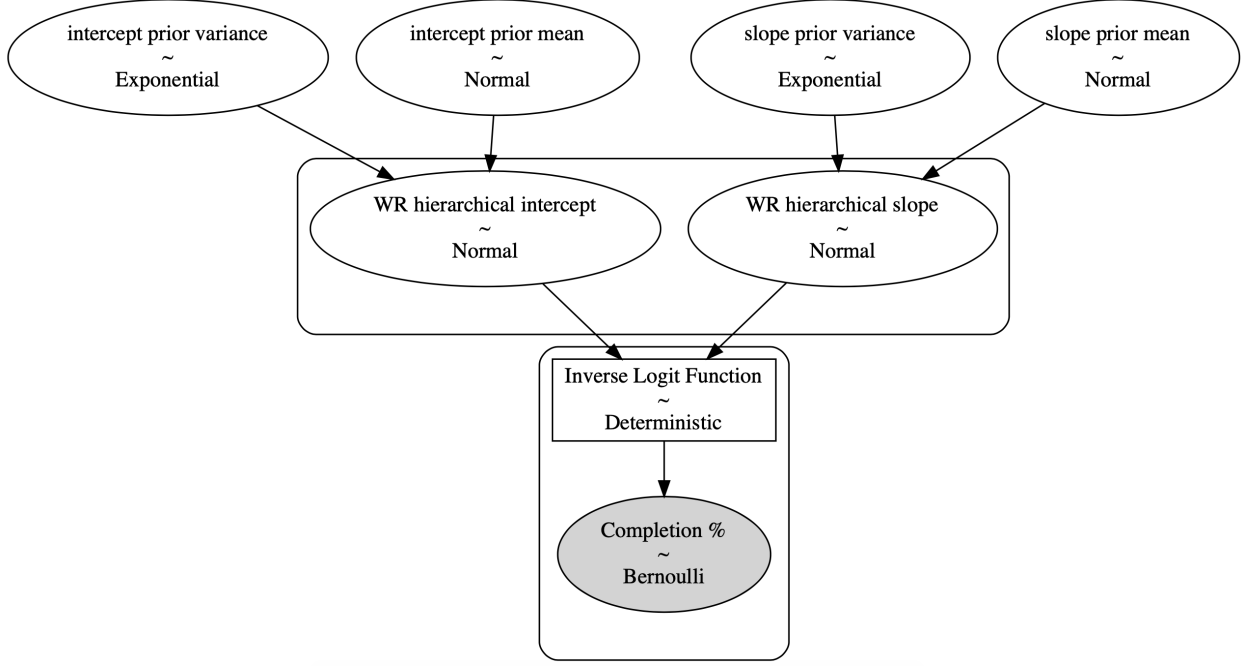 intercept prior variance
~
Exponential
intercept prior mean
~
Normal
slope prior variance
~
Exponential
slope prior mean
~
Normal
WR hierarchical intercept
~
Normal
WR hierarchical slope
~
Normal
Inverse Logit Function
~
Deterministic
Completion %
~
Bernoulli